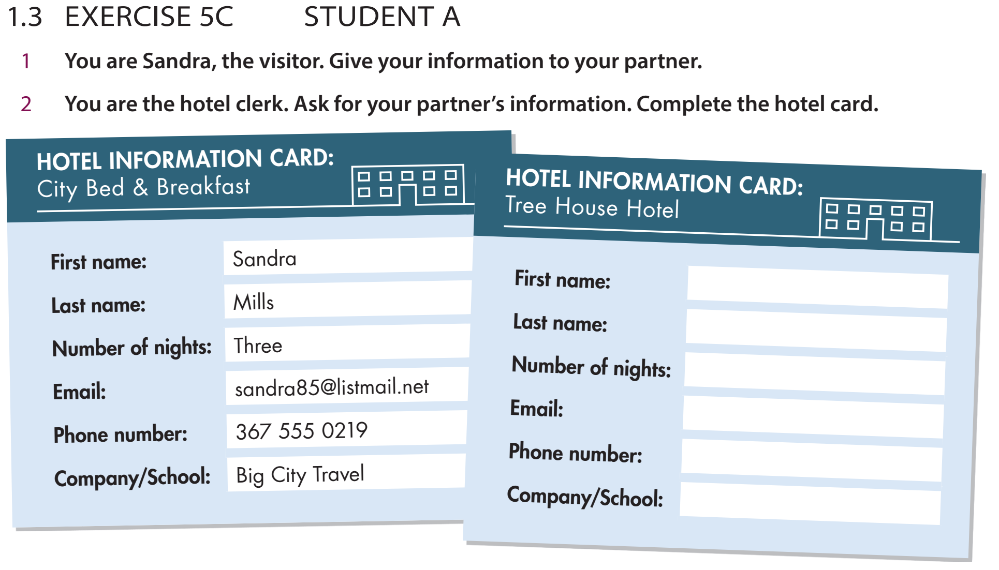 1.3 EXERCISE 5C STUDENT A
1 You are Sandra, the visitor. Give your information to your partner.
2 You are the hotel clerk. Ask for your partner’s information. Complete the hotel card.
HOTEL INFORMATION CARD:
City Bed & Breakfast
First name: Sandra
Last name: Mills
Number of nights: Three
Email: sandra85@listmail.net
Phone number: 367 555 0219
Company/School: Big City Travel
HOTEL INFORMATION CARD:
Tree House Hotel
First name:
Last name:
Number of nights:
Email:
Phone number:
Company/School: